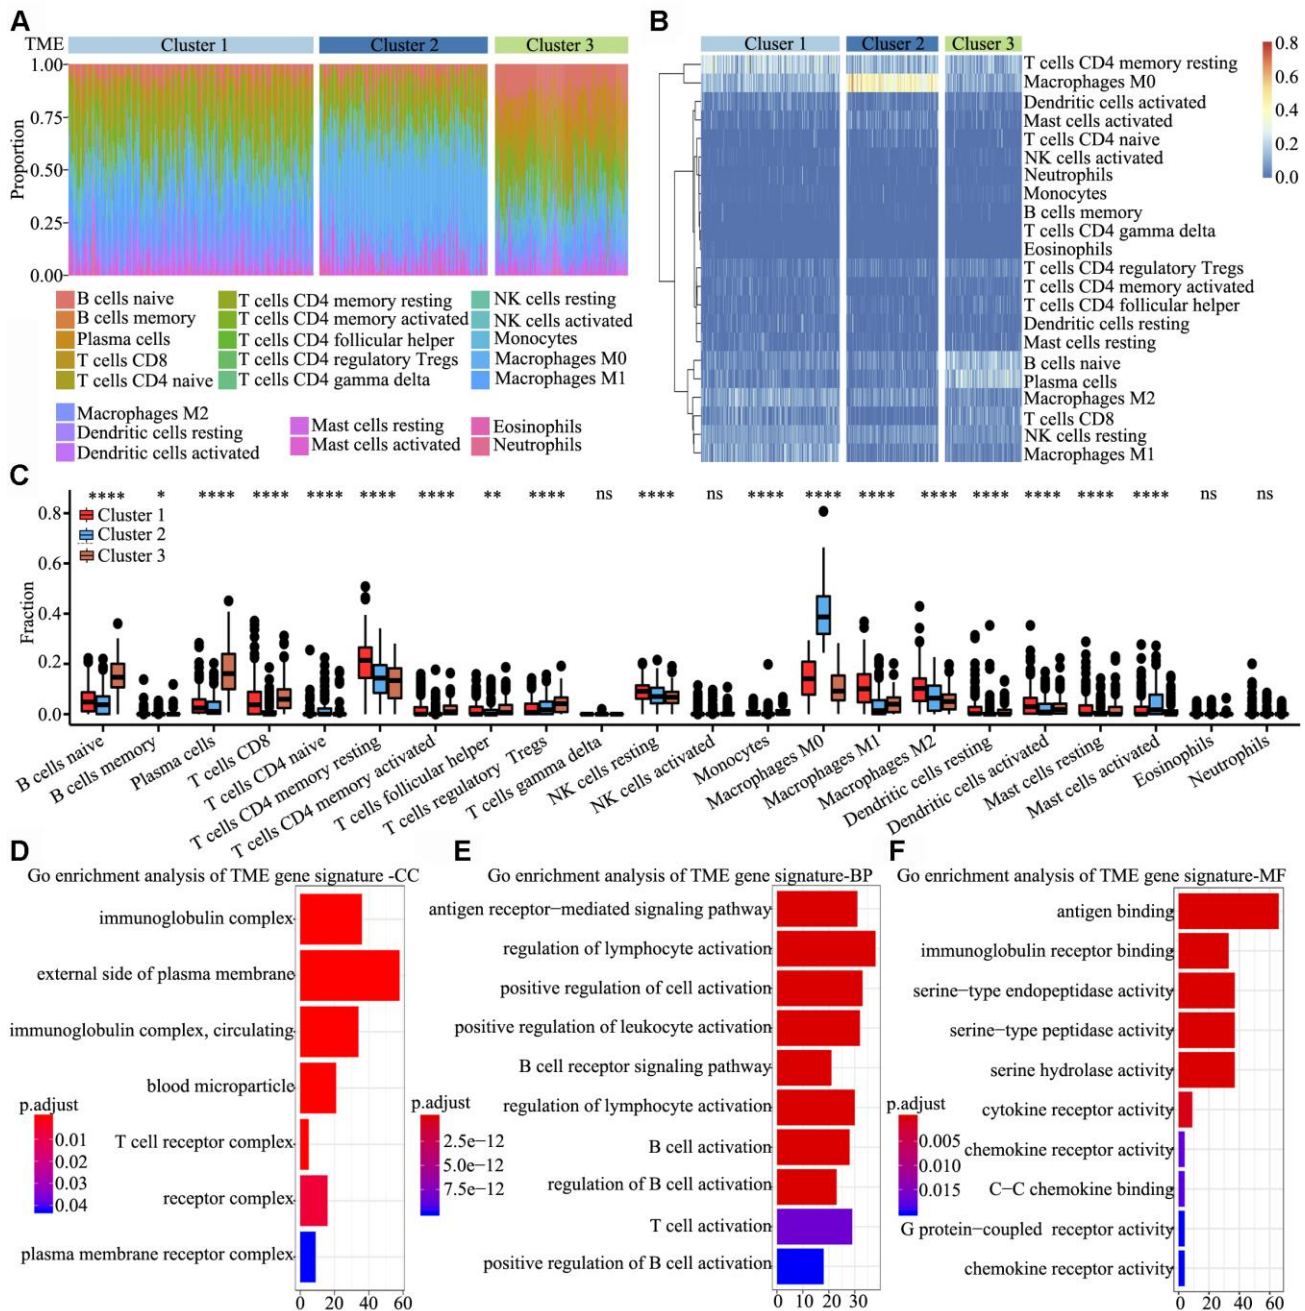 A
TME
Cluster 1
Cluster 2
Cluster 3
1.00
0.75
0.50
0.25
0.00
Proportion
B cells naive
B cells memory
Plasma cells
T cells CD8
T cells CD4 naive
T cells CD4 memory resting
T cells CD4 memory activated
T cells CD4 follicular helper
T cells CD4 regulatory Tregs
T cells CD4 gamma delta
NK cells resting
NK cells activated
Monocytes
Macrophages M0
Macrophages M1
Macrophages M2
Dendritic cells resting
Dendritic cells activated
Mast cells resting
Mast cells activated
Eosinophils
Neutrophils
B
Cluser 1
Cluser 2
Cluser 3
T cells CD4 memory resting
Macrophages M0
Dendritic cells activated
Mast cells activated
T cells CD4 naive
NK cells activated
Neutrophils
Monocytes
B cells memory
T cells CD4 gamma delta
Eosinophils
T cells CD4 regulatory Tregs
T cells CD4 memory activated
T cells CD4 follicular helper
Dendritic cells resting
Mast cells resting
B cells naive
Plasma cells
Macrophages M2
T cells CD8
NK cells resting
Macrophages M1
0.8
0.6
0.4
0.2
0.0
C
**** * **** **** **** **** **** ** **** ns **** ns **** **** **** **** **** **** **** **** ns ns
Cluster 1
Cluster 2
Cluster 3
0.8
0.6
0.4
0.2
0.0
Fraction
B cells naive
B cells memory
Plasma cells
T cells CD8
T cells CD4 naive
T cells CD4 memory resting
T cells CD4 memory activated
T cells follicular helper
T cells regulatory Tregs
T cells gamma delta
NK cells resting
NK cells activated
Monocytes
Macrophages M0
Macrophages M1
Macrophages M2
Dendritic cells resting
Dendritic cells activated
Mast cells resting
Mast cells activated
Eosinophils
Neutrophils
D
Go enrichment analysis of TME gene signature -CC
immunoglobulin complex
external side of plasma membrane
immunoglobulin complex, circulating
blood microparticle
T cell receptor complex
receptor complex
plasma membrane receptor complex
p.adjust
0.01
0.02
0.03
0.04
0 20 40 60
E
Go enrichment analysis of TME gene signature-BP
antigen receptor−mediated signaling pathway
regulation of lymphocyte activation
positive regulation of cell activation
positive regulation of leukocyte activation
B cell receptor signaling pathway
regulation of lymphocyte activation
B cell activation
regulation of B cell activation
T cell activation
positive regulation of B cell activation
p.adjust
2.5e−12
5.0e−12
7.5e−12
0 10 20 30
F
Go enrichment analysis of TME gene signature-MF
antigen binding
immunoglobulin receptor binding
serine−type endopeptidase activity
serine−type peptidase activity
serine hydrolase activity
cytokine receptor activity
chemokine receptor activity
C−C chemokine binding
G protein−coupled receptor activity
chemokine receptor activity
p.adjust
0.005
0.010
0.015
0 20 40 60